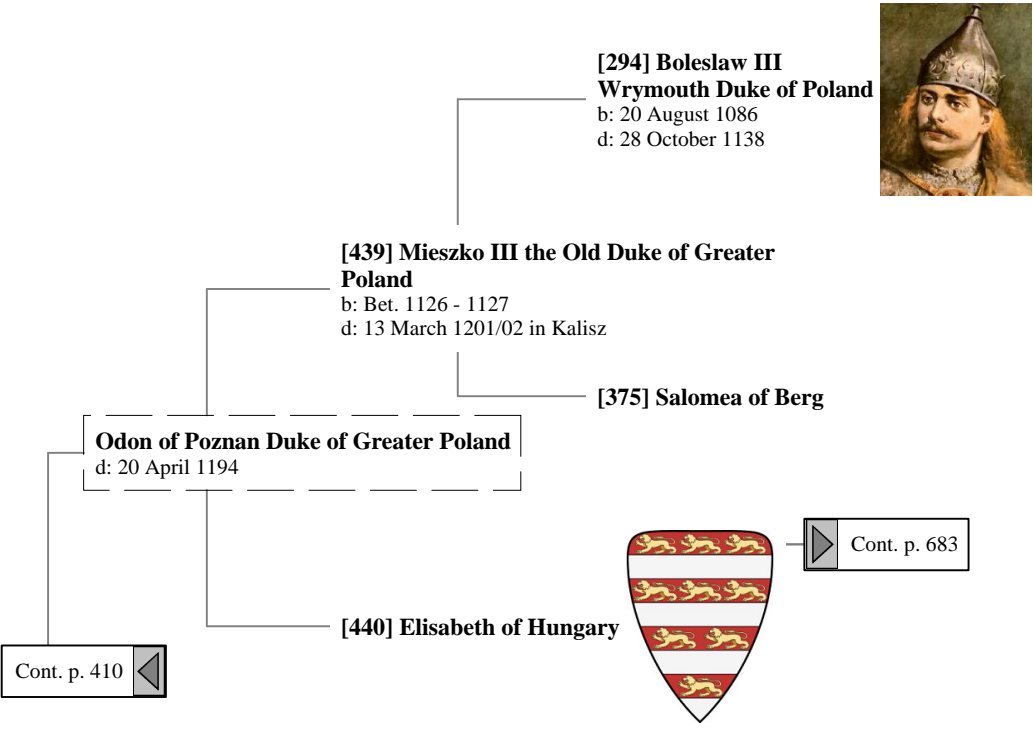 [294] Boleslaw III
Wrymouth Duke of Poland
b: 20 August 1086
d: 28 October 1138
[439] Mieszko III the Old Duke of Greater
Poland
b: Bet. 1126 - 1127
d: 13 March 1201/02 in Kalisz
[375] Salomea of Berg
Odon of Poznan Duke of Greater Poland
d: 20 April 1194
Cont. p. 683
[440] Elisabeth of Hungary
Cont. p. 410